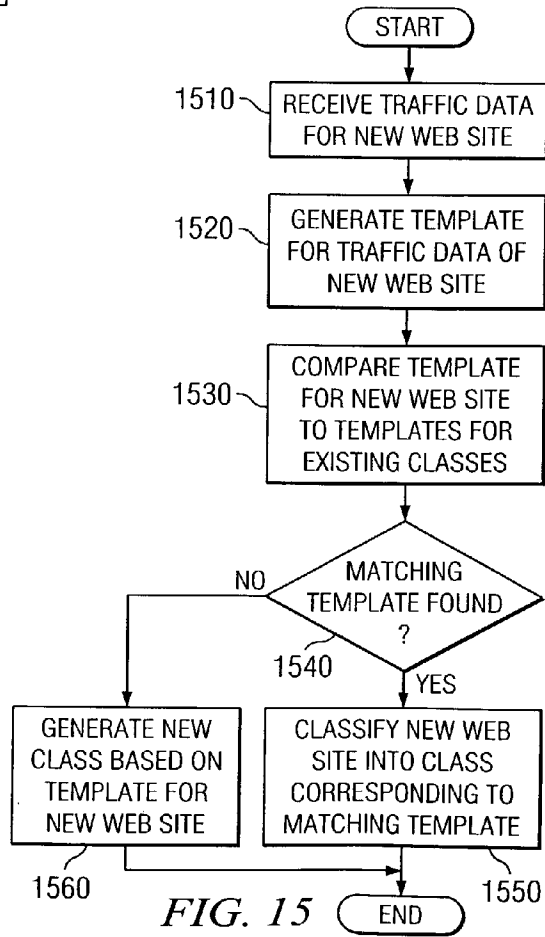 START
1510
RECEIVE TRAFFIC DATA
FOR NEW WEB SITE
1520
GENERATE TEMPLATE
FOR TRAFFIC DATA OF
NEW WEB SITE
1530
COMPARE TEMPLATE
FOR NEW WEB SITE
TO TEMPLATES FOR
EXISTING CLASSES
NO
MATCHING
TEMPLATE FOUND
?
1540
YES
GENERATE NEW
CLASS BASED ON
TEMPLATE FOR
NEW WEB SITE
1560
CLASSIFY NEW WEB
SITE INTO CLASS
CORRESPONDING TO
MATCHING TEMPLATE
1550
FIG. 15
END